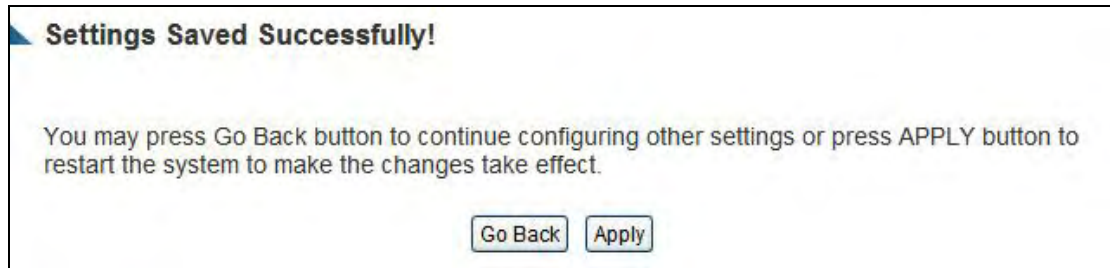 Settings Saved Successfully!
You may press Go Back button to continue configuring other settings or press APPLY button to
restart the system to make the changes take effect.
Go Back Apply